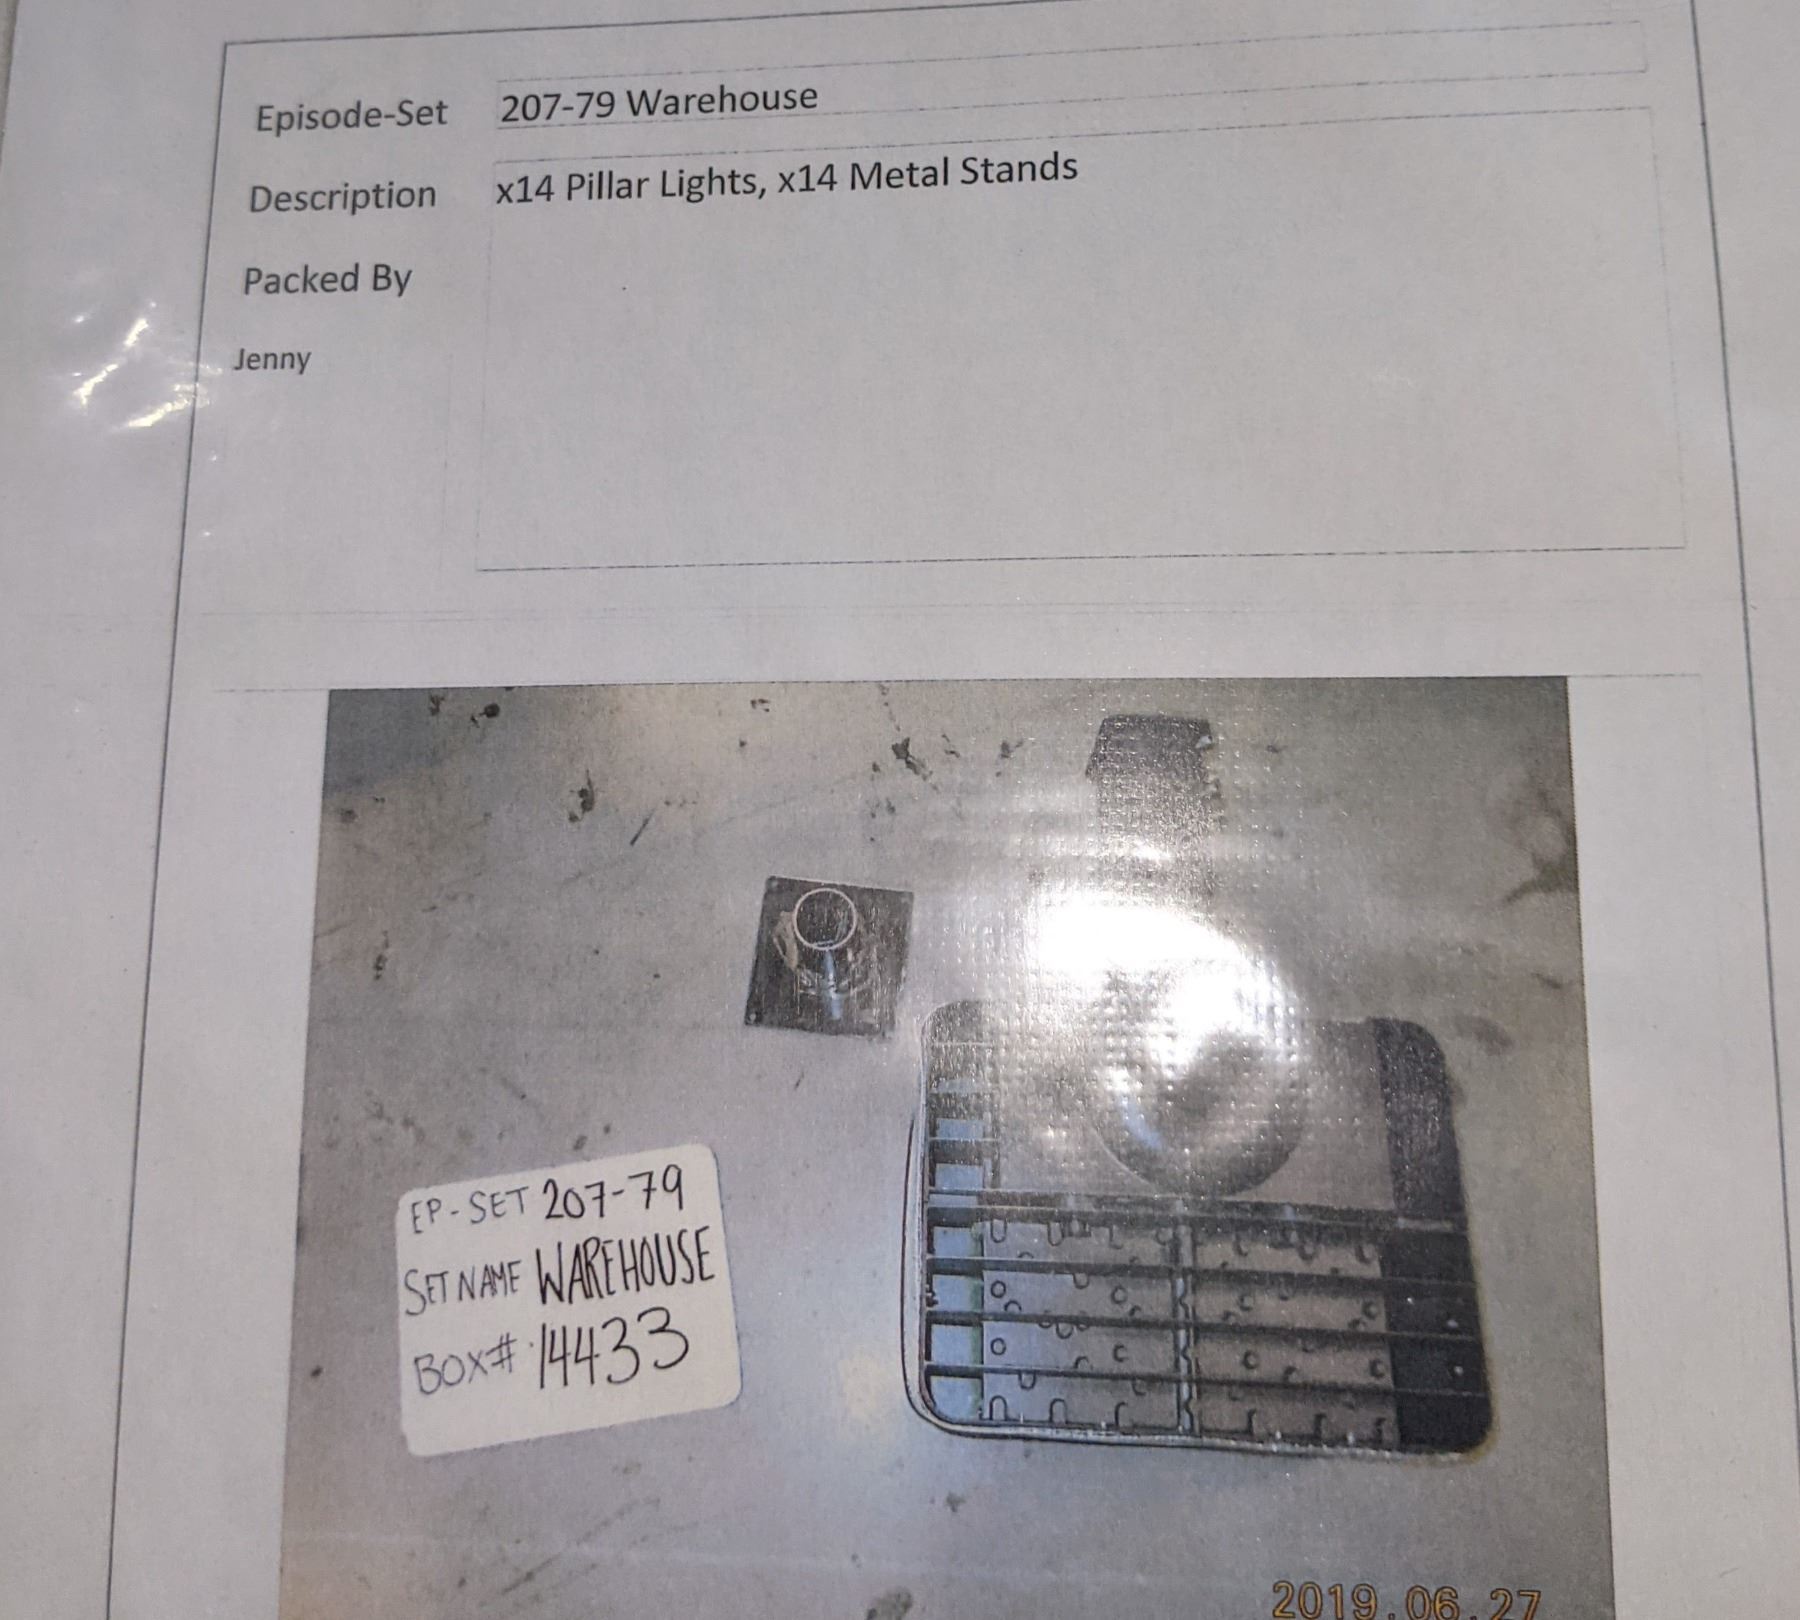 Episode-Set 207-79 Warehouse
Description x14 Pillar Lights, x14 Metal Stands
Packed By
Jenny
EP-SET 207-79
SET NAME WAREHOUSE
BOX# 14433
2019.06.27